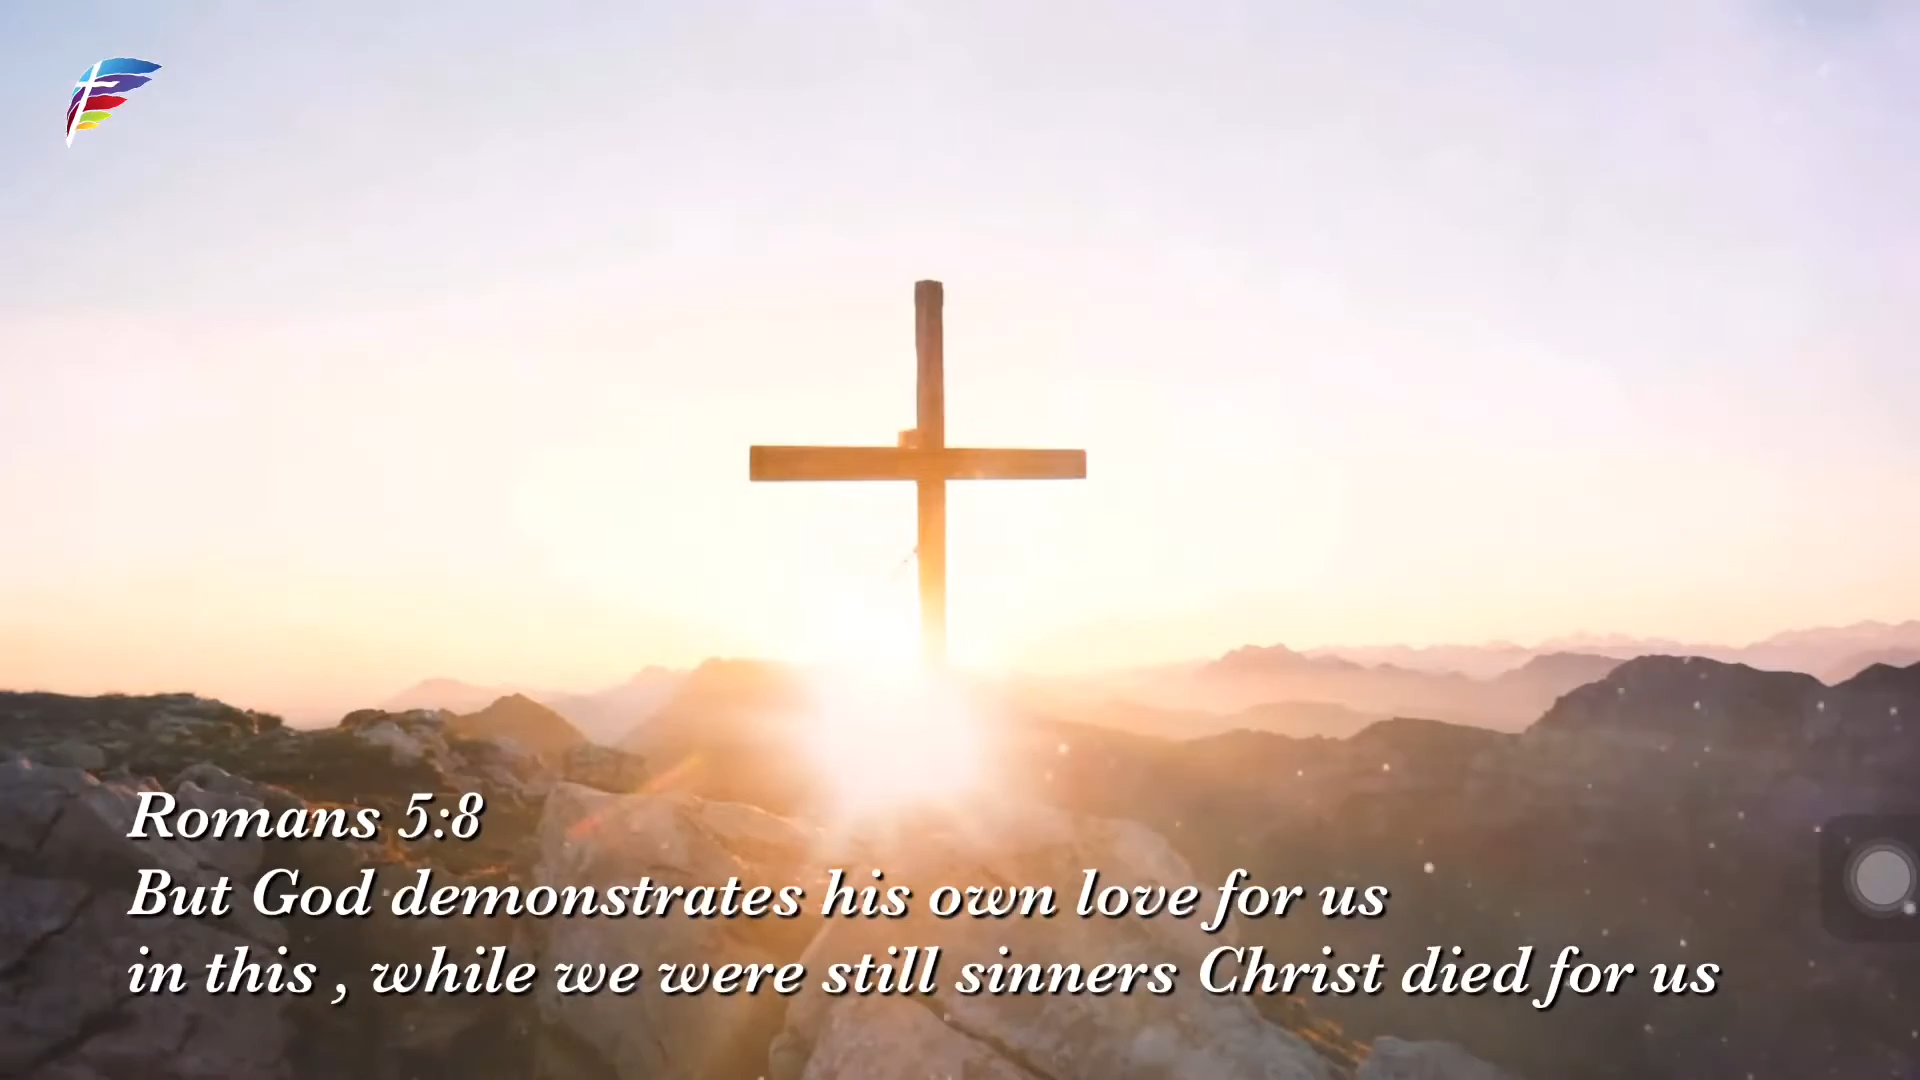 Romans 5:8
But God demonstrates his own love for us
in this , while we were still sinners Christ died for us